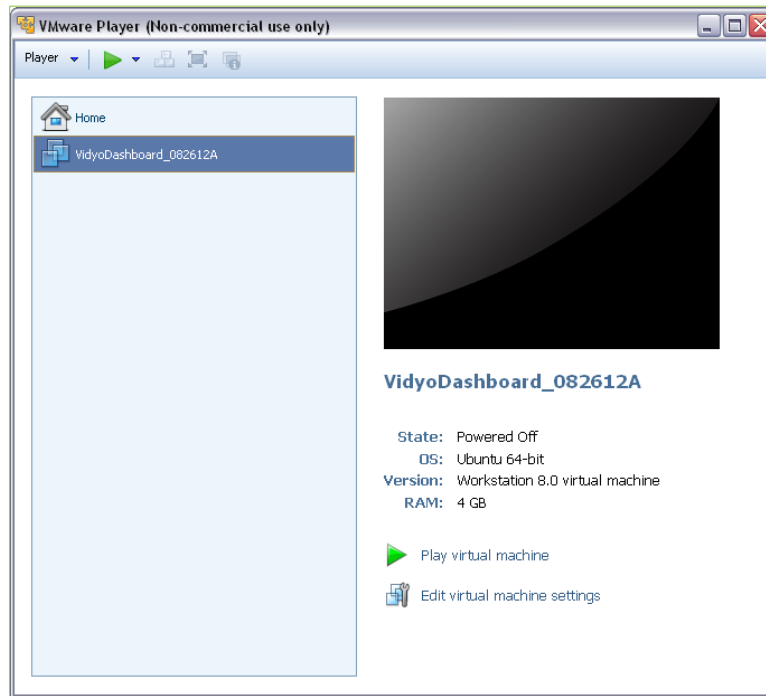 VMware Player (Non-commercial use only)
Player
Home
VidyoDashboard_082612A
VidyoDashboard_082612A
State: Powered Off
OS: Ubuntu 64-bit
Version: Workstation 8.0 virtual machine
RAM: 4 GB
Play virtual machine
Edit virtual machine settings